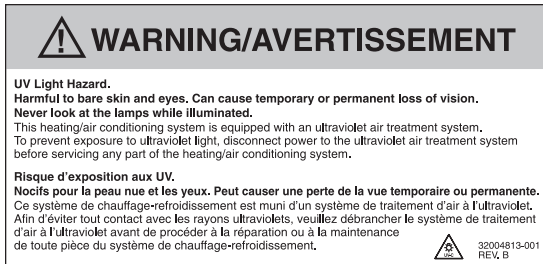 WARNING/AVERTISSEMENT
UV Light Hazard.
Harmful to bare skin and eyes. Can cause temporary or permanent loss of vision.
Never look at the lamps while illuminated.
This heating/air conditioning system is equipped with an ultraviolet air treatment system.
To prevent exposure to ultraviolet light, disconnect power to the ultraviolet air treatment system
before servicing any part of the heating/air conditioning system.
Risque d'exposition aux UV.
Nocifs pour la peau nue et les yeux. Peut causer une perte de la vue temporaire ou permanente.
Ce système de chauffage-refroidissement est muni d'un système de traitement d'air à l'ultraviolet.
Afin d'éviter tout contact avec les rayons ultraviolets, veuillez débrancher le système de traitement
d'air à l'ultraviolet avant de procéder à la réparation ou à la maintenance
de toute pièce du système de chauffage-refroidissement.
UV-C
32004813-001
REV. B